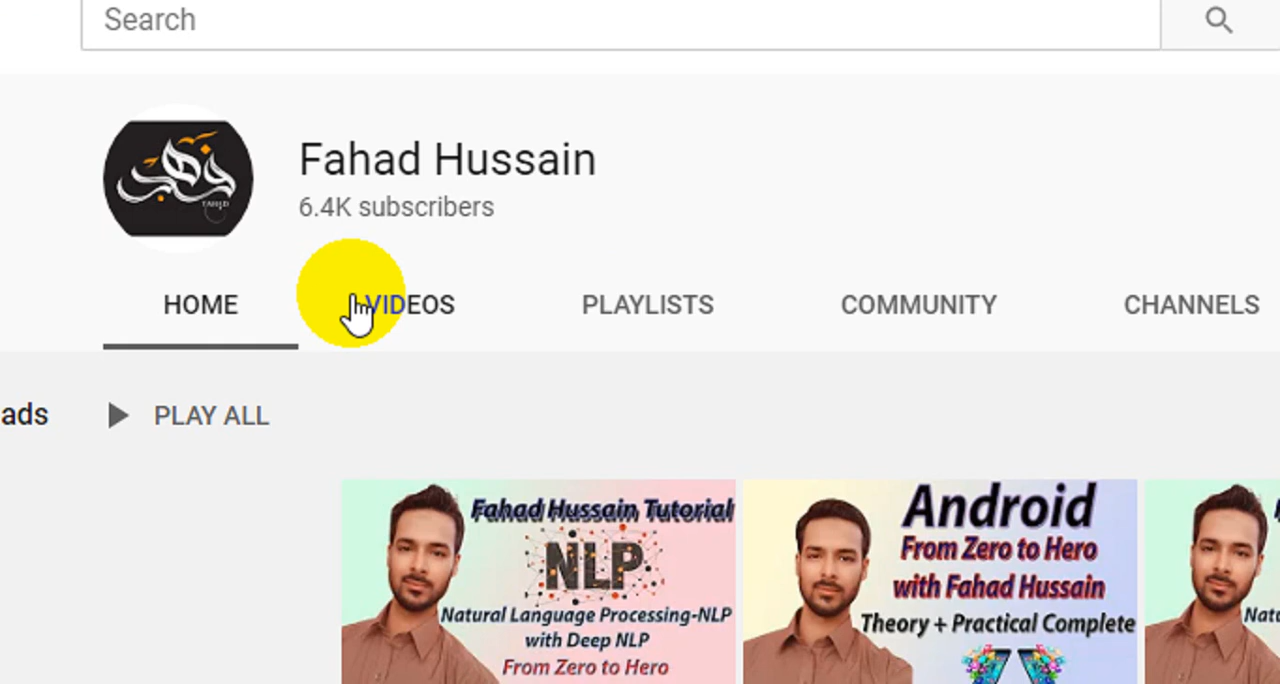 Search
فهد
FAHAD
Fahad Hussain
6.4K subscribers
HOME
VIDEOS
PLAYLISTS
COMMUNITY
CHANNELS
ads
PLAY ALL
Fahad Hussain Tutorial
NLP
Natural Language Processing-NLP
with Deep NLP
From Zero to Hero
Android
From Zero to Hero
with Fahad Hussain
Theory + Practical Complete